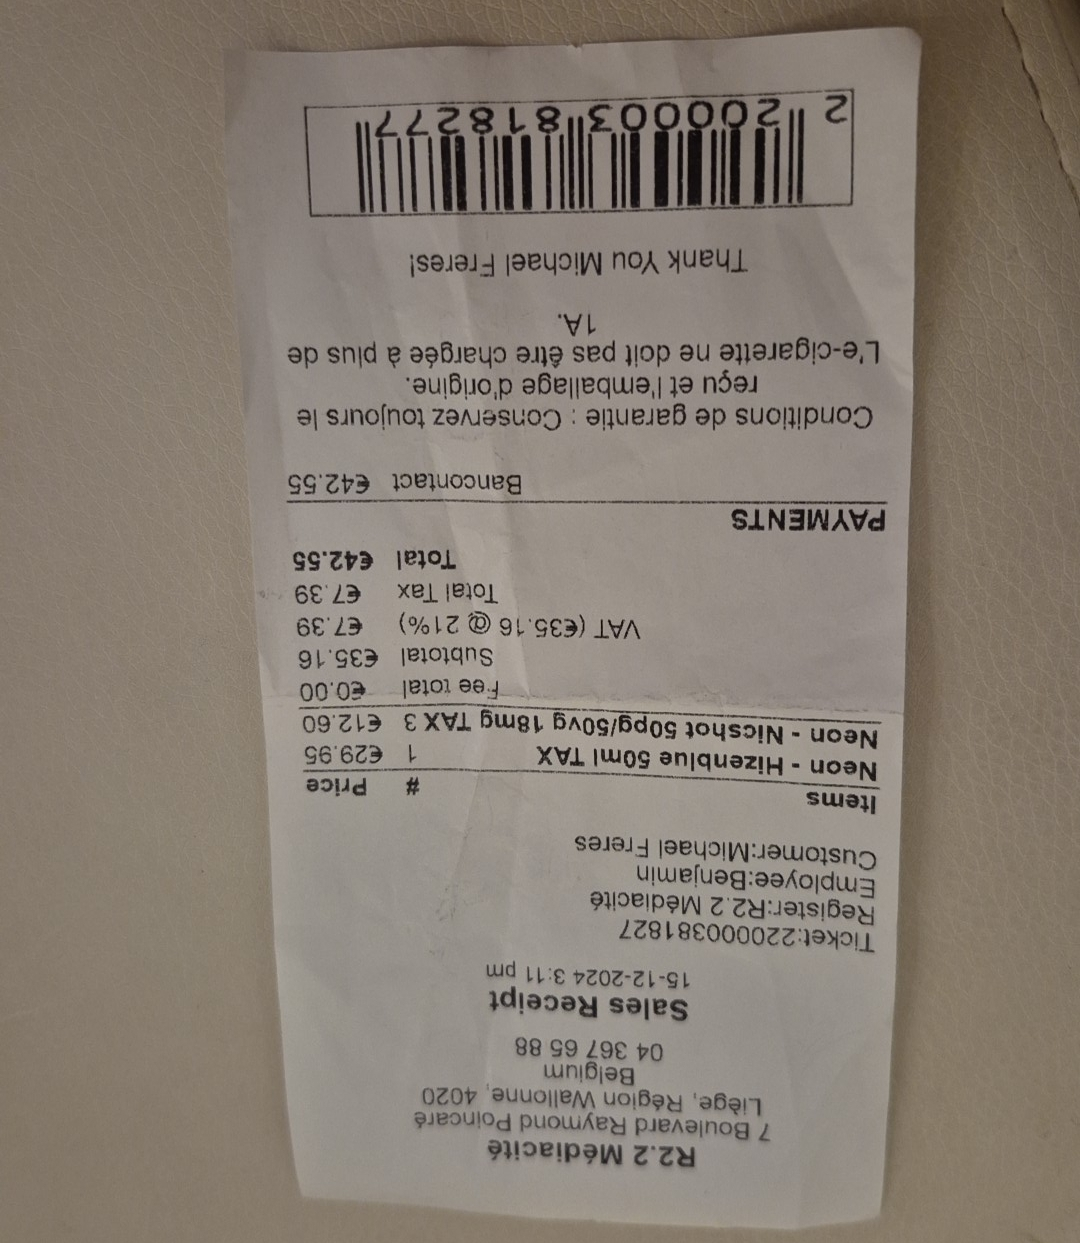 R2.2 Médiacité
7 Boulevard Raymond Poincaré
Liège, Région Wallonne, 4020
Belgium
04 367 65 88
Sales Receipt
15-12-2024 3:11 pm
Ticket:220000381827
Register:R2.2 Médiacité
Employee:Benjamin
Customer:Michael Freres
Items # Price
Neon - Hizenblue 50ml TAX 1 €29.95
Neon - Nicshot 50pg/50vg 18mg TAX 3 €12.60
Fee total €0.00
Subtotal €35.16
VAT (€35.16 @ 21%) €7.39
Total Tax €7.39
Total €42.55
PAYMENTS
Bancontact €42.55
Conditions de garantie : Conservez toujours le
reçu et l'emballage d'origine.
L'e-cigarette ne doit pas être chargée à plus de
1A.
Thank You Michael Freres!
2 200003 818277